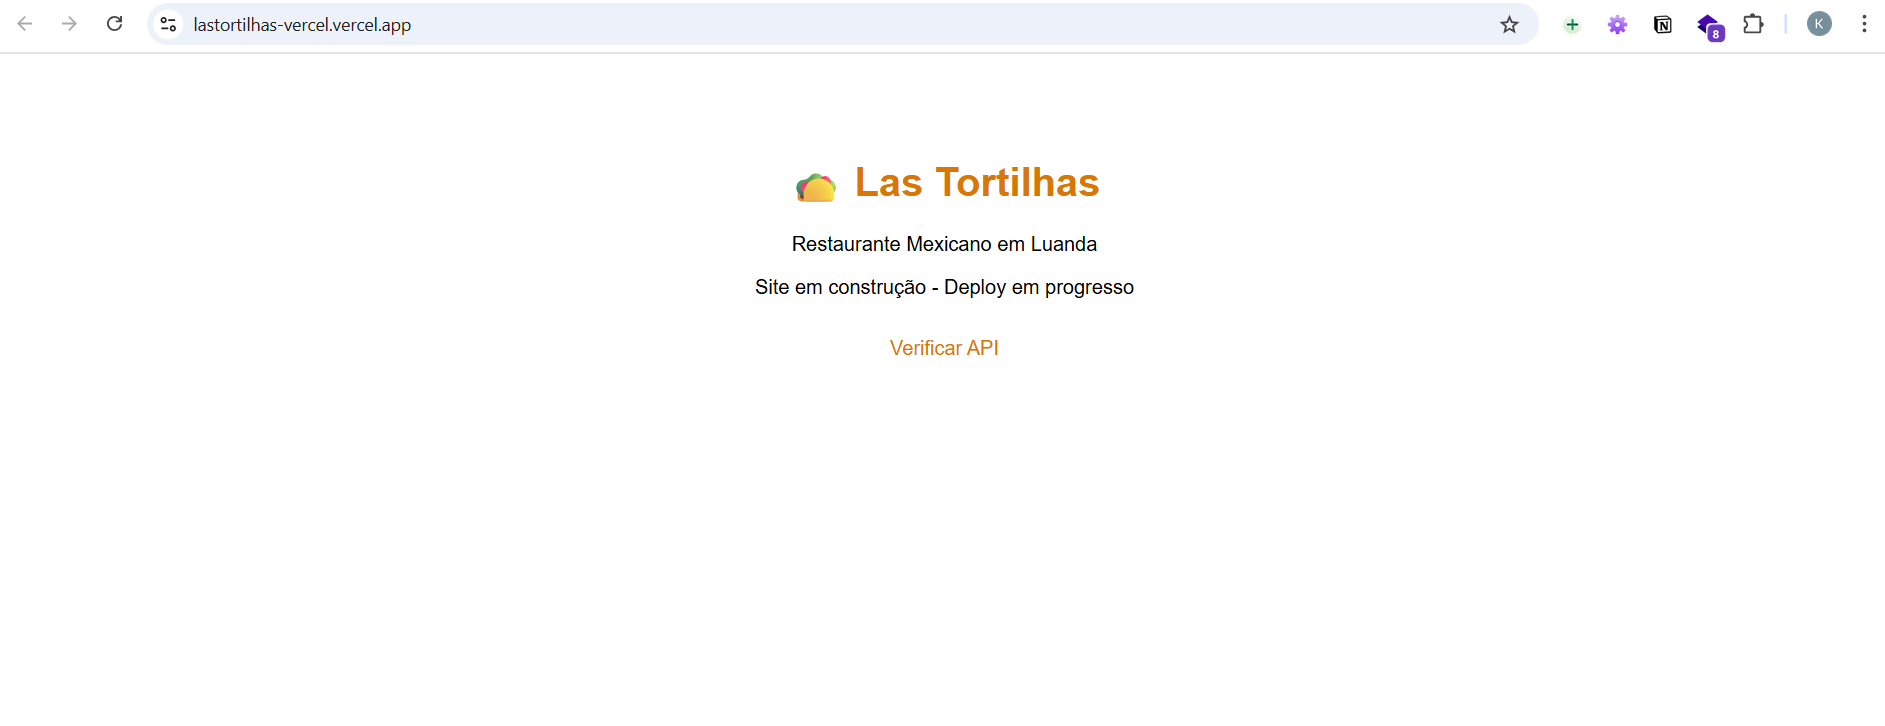 lastortilhas-vercel.vercel.app
N
8
K
Las Tortilhas
Restaurante Mexicano em Luanda
Site em construção - Deploy em progresso
Verificar API